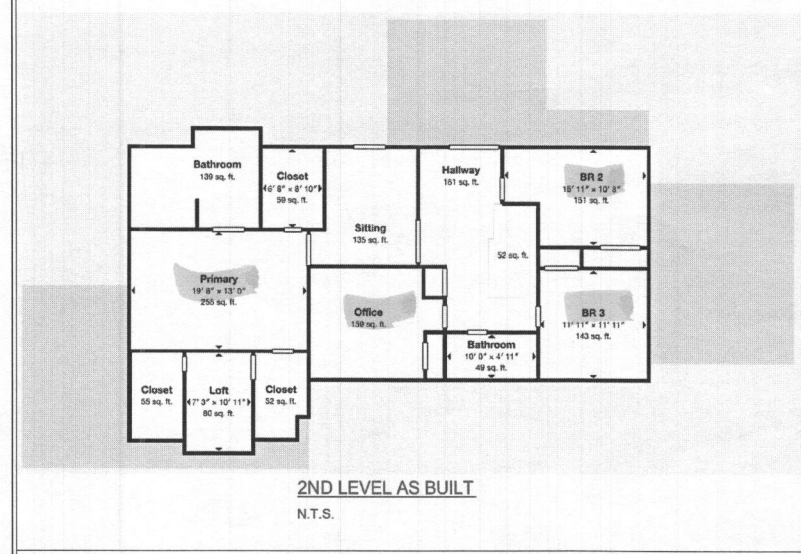 Bathroom
139 sq. ft.
Closet
6' 8" × 8' 10"
59 sq. ft.
Hallway
161 sq. ft.
BR 2
15' 11" × 10' 8"
151 sq. ft.
Sitting
135 sq. ft.
52 sq. ft.
Primary
19' 8" × 13' 0"
255 sq. ft.
Office
159 sq. ft.
BR 3
11' 11" × 11' 11"
143 sq. ft.
Bathroom
10' 0" × 4' 11"
49 sq. ft.
Closet
55 sq. ft.
Loft
7' 3" × 10' 11"
80 sq. ft.
Closet
52 sq. ft.
2ND LEVEL AS BUILT
N.T.S.